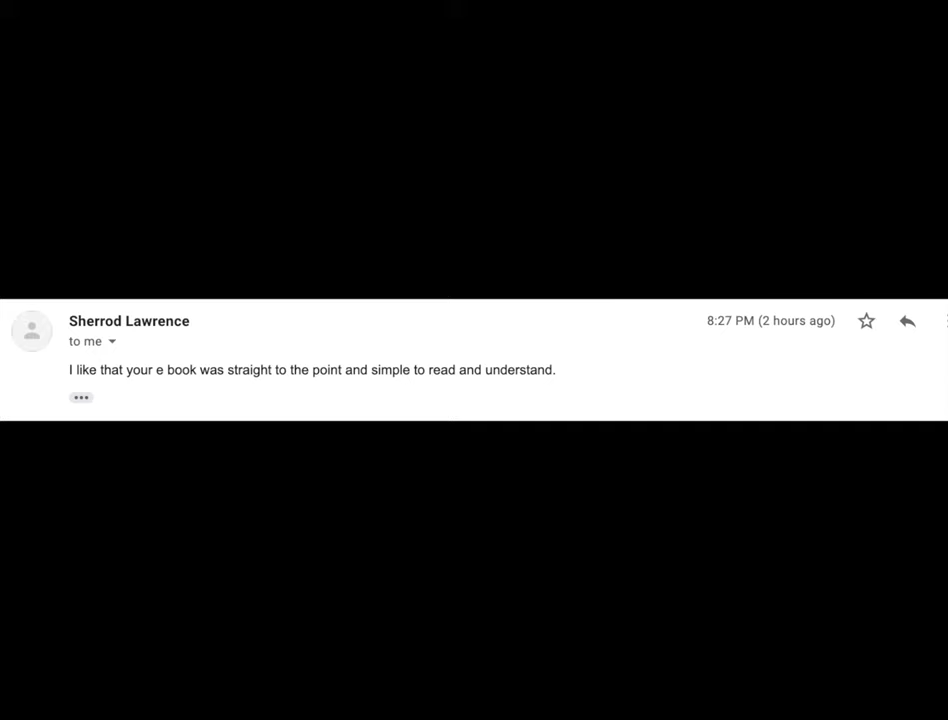 Sherrod Lawrence 8:27 PM (2 hours ago)
to me
I like that your e book was straight to the point and simple to read and understand.